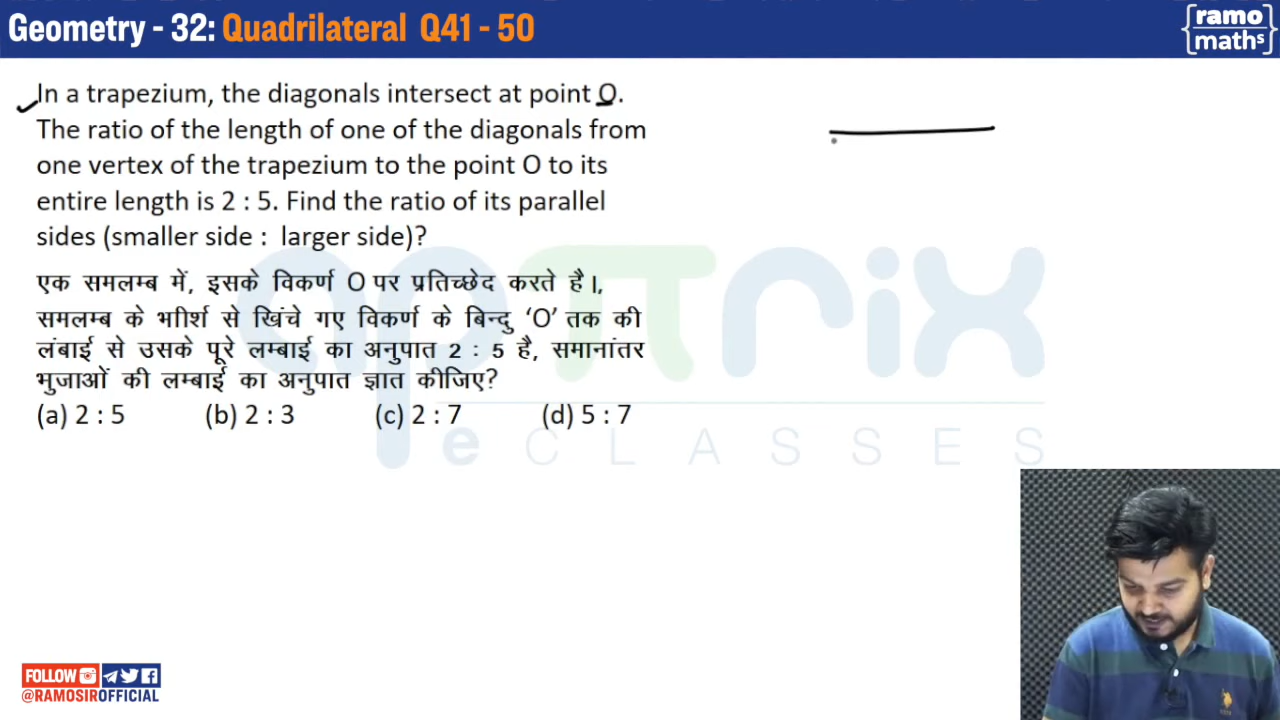 Geometry - 32: Quadrilateral Q41 - 50
ramo
maths
In a trapezium, the diagonals intersect at point O.
The ratio of the length of one of the diagonals from
one vertex of the trapezium to the point O to its
entire length is 2 : 5. Find the ratio of its parallel
sides (smaller side : larger side)?
एक समलम्ब में, इसके विकर्ण O पर प्रतिच्छेद करते है।,
समलम्ब के भाीर्श से खिंचे गए विकर्ण के बिन्दु ‘O’ तक की
लंबाई से उसके पूरे लम्बाई का अनुपात 2 : 5 है, समानांतर
भुजाओं की लम्बाई का अनुपात ज्ञात कीजिए?
(a) 2 : 5 (b) 2 : 3 (c) 2 : 7 (d) 5 : 7
apπrix
e CLASSES
FOLLOW
@RAMOSIROFFICIAL